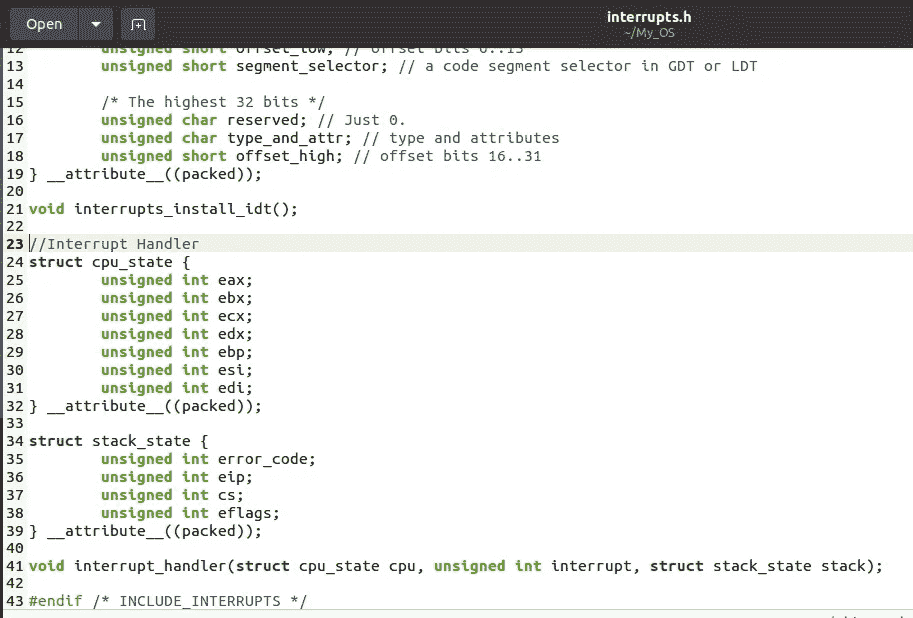 Open
interrupts.h
~/My_OS
12 unsigned short offset_low; // offset bits 0..15
13 unsigned short segment_selector; // a code segment selector in GDT or LDT
14
15 /* The highest 32 bits */
16 unsigned char reserved; // Just 0.
17 unsigned char type_and_attr; // type and attributes
18 unsigned short offset_high; // offset bits 16..31
19 } __attribute__((packed));
20
21 void interrupts_install_idt();
22
23 //Interrupt Handler
24 struct cpu_state {
25 unsigned int eax;
26 unsigned int ebx;
27 unsigned int ecx;
28 unsigned int edx;
29 unsigned int ebp;
30 unsigned int esi;
31 unsigned int edi;
32 } __attribute__((packed));
33
34 struct stack_state {
35 unsigned int error_code;
36 unsigned int eip;
37 unsigned int cs;
38 unsigned int eflags;
39 } __attribute__((packed));
40
41 void interrupt_handler(struct cpu_state cpu, unsigned int interrupt, struct stack_state stack);
42
43 #endif /* INCLUDE_INTERRUPTS */